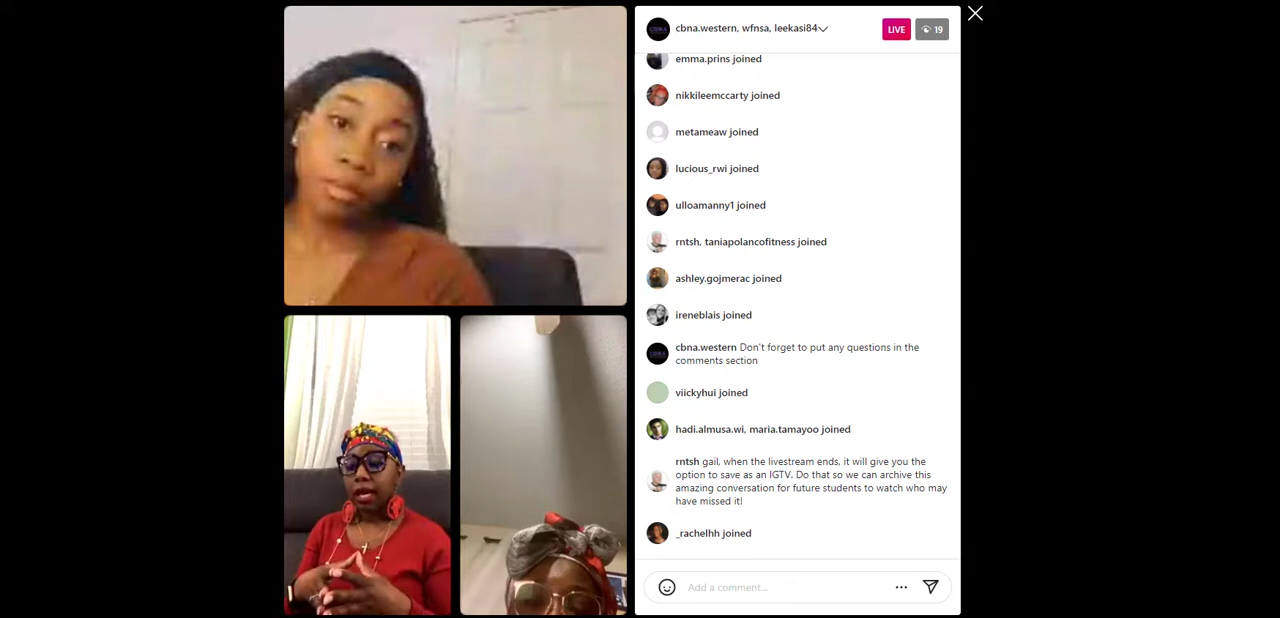 cbna.western, wfnsa, leekasi84
LIVE
19
emma.prins joined
nikkileemccarty joined
metameaw joined
lucious_rwi joined
ulloamanny1 joined
rntsh, taniapolancofitness joined
ashley.gojmerac joined
ireneblais joined
cbna.western Don't forget to put any questions in the
comments section
viickyhui joined
hadi.almusa.wi, maria.tamayoo joined
rntsh gail, when the livestream ends, it will give you the
option to save as an IGTV. Do that so we can archive this
amazing conversation for future students to watch who may
have missed it!
_rachelhh joined
Add a comment...